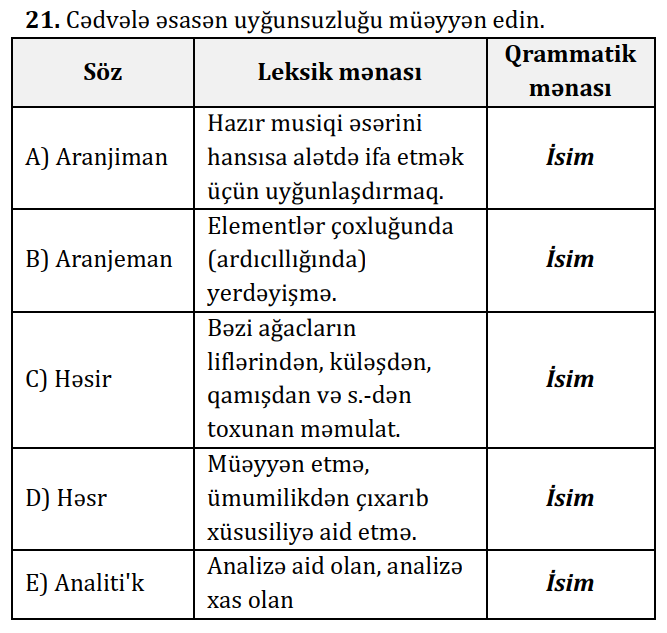 21. Cədvələ əsasən uyğunsuzluğu müəyyən edin.
Söz
Leksik mənası
Qrammatik
mənası
A) Aranjiman
Hazır musiqi əsərini
hansısa alətdə ifa etmək
üçün uyğunlaşdırmaq.
İsim
B) Aranjeman
Elementlər çoxluğunda
(ardıcıllığında)
yerdəyişmə.
İsim
C) Həsir
Bəzi ağacların
liflərindən, küləşdən,
qamışdan və s.-dən
toxunan məmulat.
İsim
D) Həsr
Müəyyən etmə,
ümumilikdən çıxarıb
xüsusiliyə aid etmə.
İsim
E) Analiti'k
Analizə aid olan, analizə
xas olan
İsim